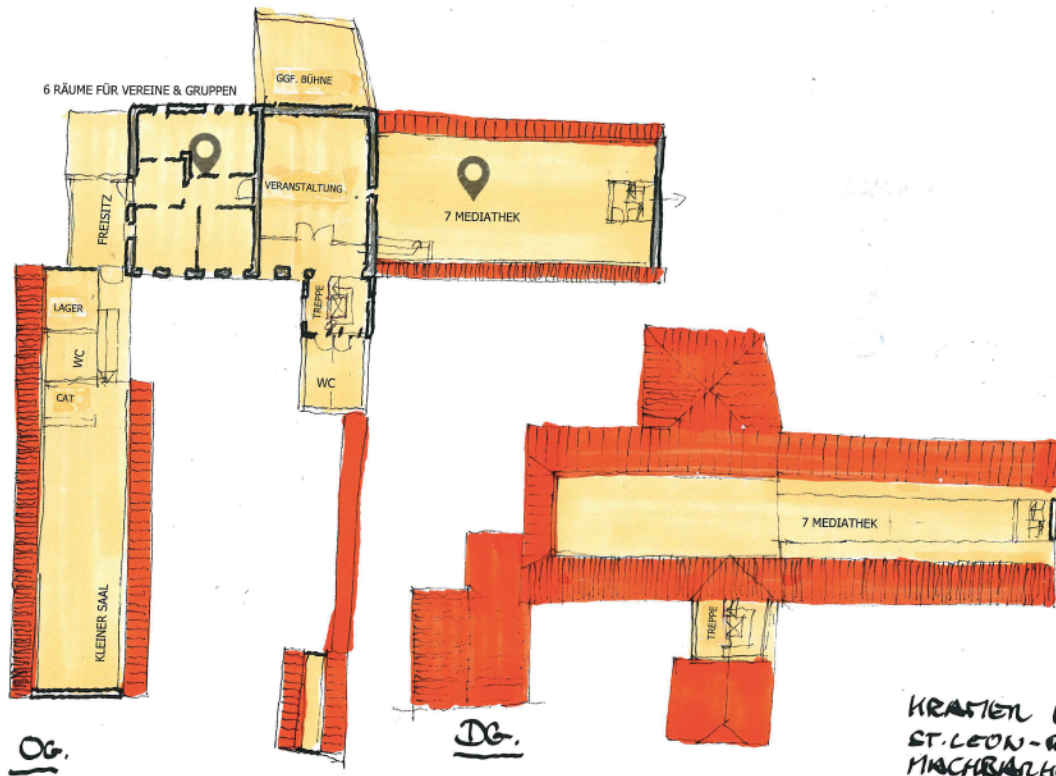 GGF. BÜHNE
6 RÄUME FÜR VEREINE & GRUPPEN
VERANSTALTUNG
7 MEDIATHEK
FREISITZ
LAGER
TREPPE
WC
WC
CAT
KLEINER SAAL
7 MEDIATHEK
TREPPE
OG.
DG.
KRAMER
ST. LEON-